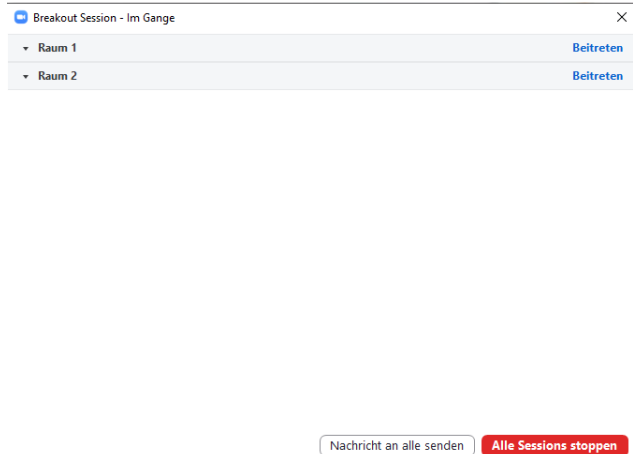 Breakout Session - Im Gange
Raum 1 Beitreten
Raum 2 Beitreten
Nachricht an alle senden Alle Sessions stoppen